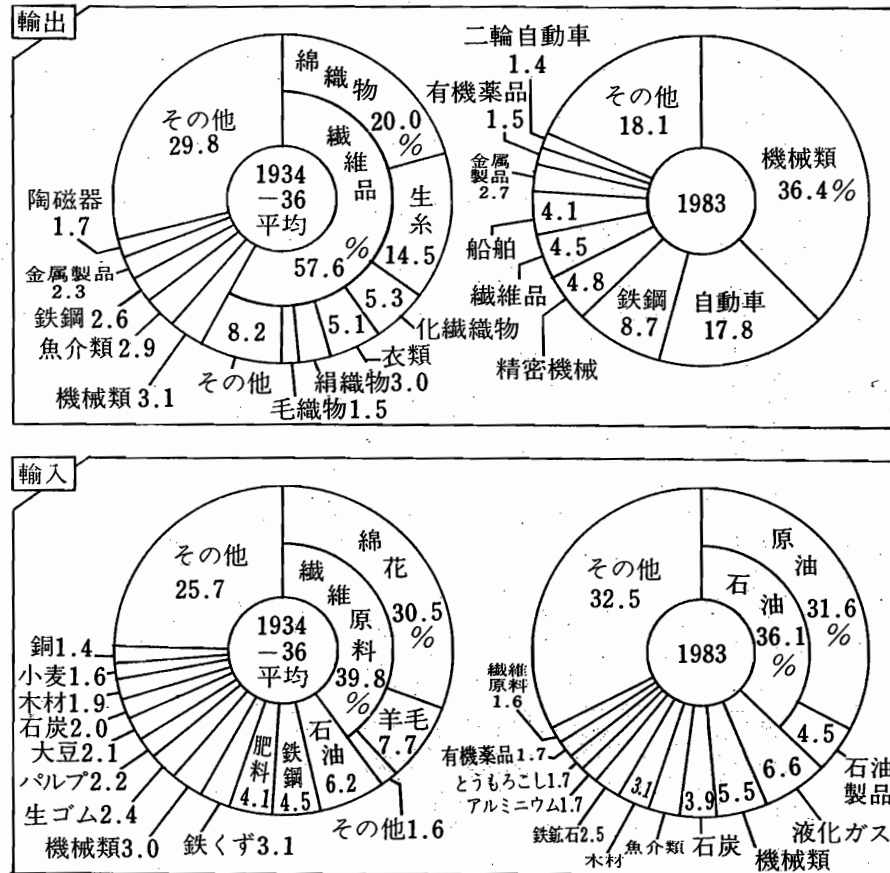 輸出
綿織物
20.0
%
繊維品
57.6%
生糸
14.5
5.3
化繊織物
5.1
衣類
絹織物3.0
毛織物1.5
8.2
その他
機械類3.1
魚介類2.9
鉄鋼2.6
金属製品
2.3
陶磁器
1.7
その他
29.8
1934
−36
平均
二輪自動車
1.4
有機薬品
1.5
金属
製品
2.7
4.1
船舶
4.5
繊維品
4.8
精密機械
鉄鋼
8.7
自動車
17.8
機械類
36.4%
その他
18.1
1983
輸入
綿花
30.5
%
繊維原料
39.8
%
羊毛
7.7
その他1.6
石油
6.2
鉄鋼
4.5
肥料
4.1
鉄くず3.1
機械類3.0
生ゴム2.4
パルプ2.2
大豆2.1
石炭2.0
木材1.9
小麦1.6
銅1.4
その他
25.7
1934
−36
平均
原油
31.6
%
石油
36.1
%
4.5
石油
製品
6.6
液化ガス
5.5
機械類
3.9
石炭
魚介類
3.1
木材
鉄鉱石2.5
アルミニウム1.7
とうもろこし1.7
有機薬品1.7
繊維
原料
1.6
その他
32.5
1983